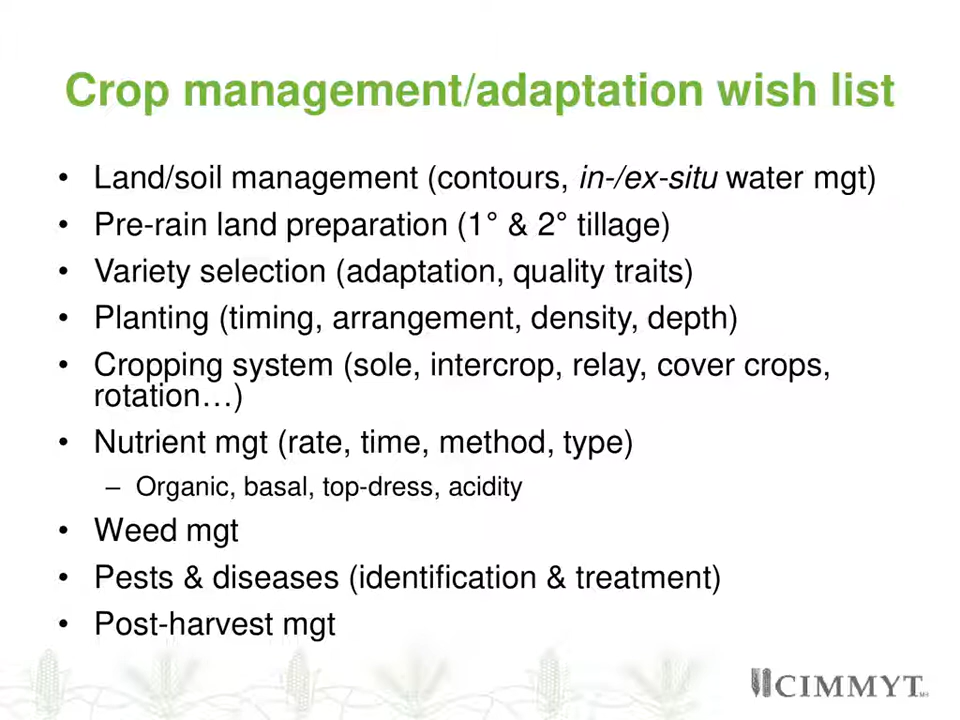 Crop management/adaptation wish list
• Land/soil management (contours, in-/ex-situ water mgt)
• Pre-rain land preparation (1° & 2° tillage)
• Variety selection (adaptation, quality traits)
• Planting (timing, arrangement, density, depth)
• Cropping system (sole, intercrop, relay, cover crops,
rotation…)
• Nutrient mgt (rate, time, method, type)
– Organic, basal, top-dress, acidity
• Weed mgt
• Pests & diseases (identification & treatment)
• Post-harvest mgt
CIMMYT